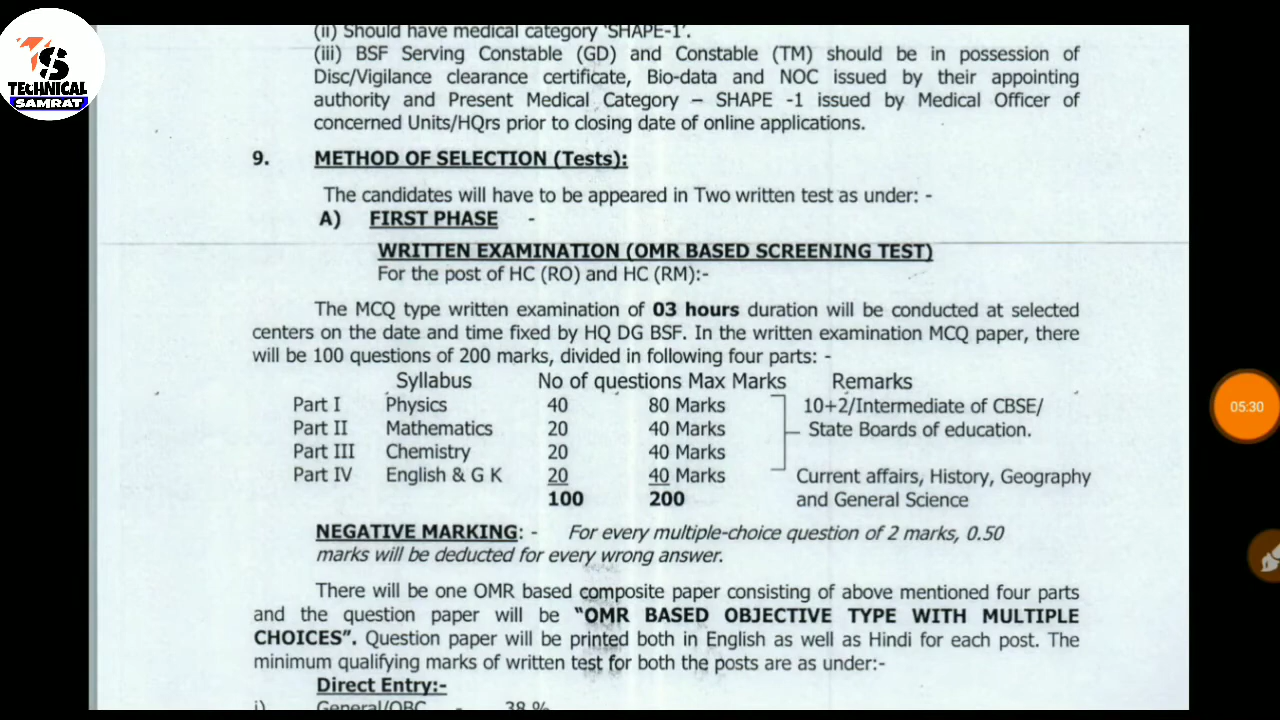 TECHNICAL
SAMRAT
(ii) Should have medical category 'SHAPE-1'.
(iii) BSF Serving Constable (GD) and Constable (TM) should be in possession of
Disc/Vigilance clearance certificate, Bio-data and NOC issued by their appointing
authority and Present Medical Category – SHAPE -1 issued by Medical Officer of
concerned Units/HQrs prior to closing date of online applications.
9. METHOD OF SELECTION (Tests):
The candidates will have to be appeared in Two written test as under: -
A) FIRST PHASE -
WRITTEN EXAMINATION (OMR BASED SCREENING TEST)
For the post of HC (RO) and HC (RM):-
The MCQ type written examination of 03 hours duration will be conducted at selected
centers on the date and time fixed by HQ DG BSF. In the written examination MCQ paper, there
will be 100 questions of 200 marks, divided in following four parts: -
Syllabus No of questions Max Marks Remarks
Part I Physics 40 80 Marks 10+2/Intermediate of CBSE/
Part II Mathematics 20 40 Marks State Boards of education.
Part III Chemistry 20 40 Marks
Part IV English & G K 20 40 Marks Current affairs, History, Geography
100 200 and General Science
NEGATIVE MARKING: - For every multiple-choice question of 2 marks, 0.50
marks will be deducted for every wrong answer.
There will be one OMR based composite paper consisting of above mentioned four parts
and the question paper will be "OMR BASED OBJECTIVE TYPE WITH MULTIPLE
CHOICES". Question paper will be printed both in English as well as Hindi for each post. The
minimum qualifying marks of written test for both the posts are as under:-
Direct Entry:-
i) General/OBC - 38 %
05:30